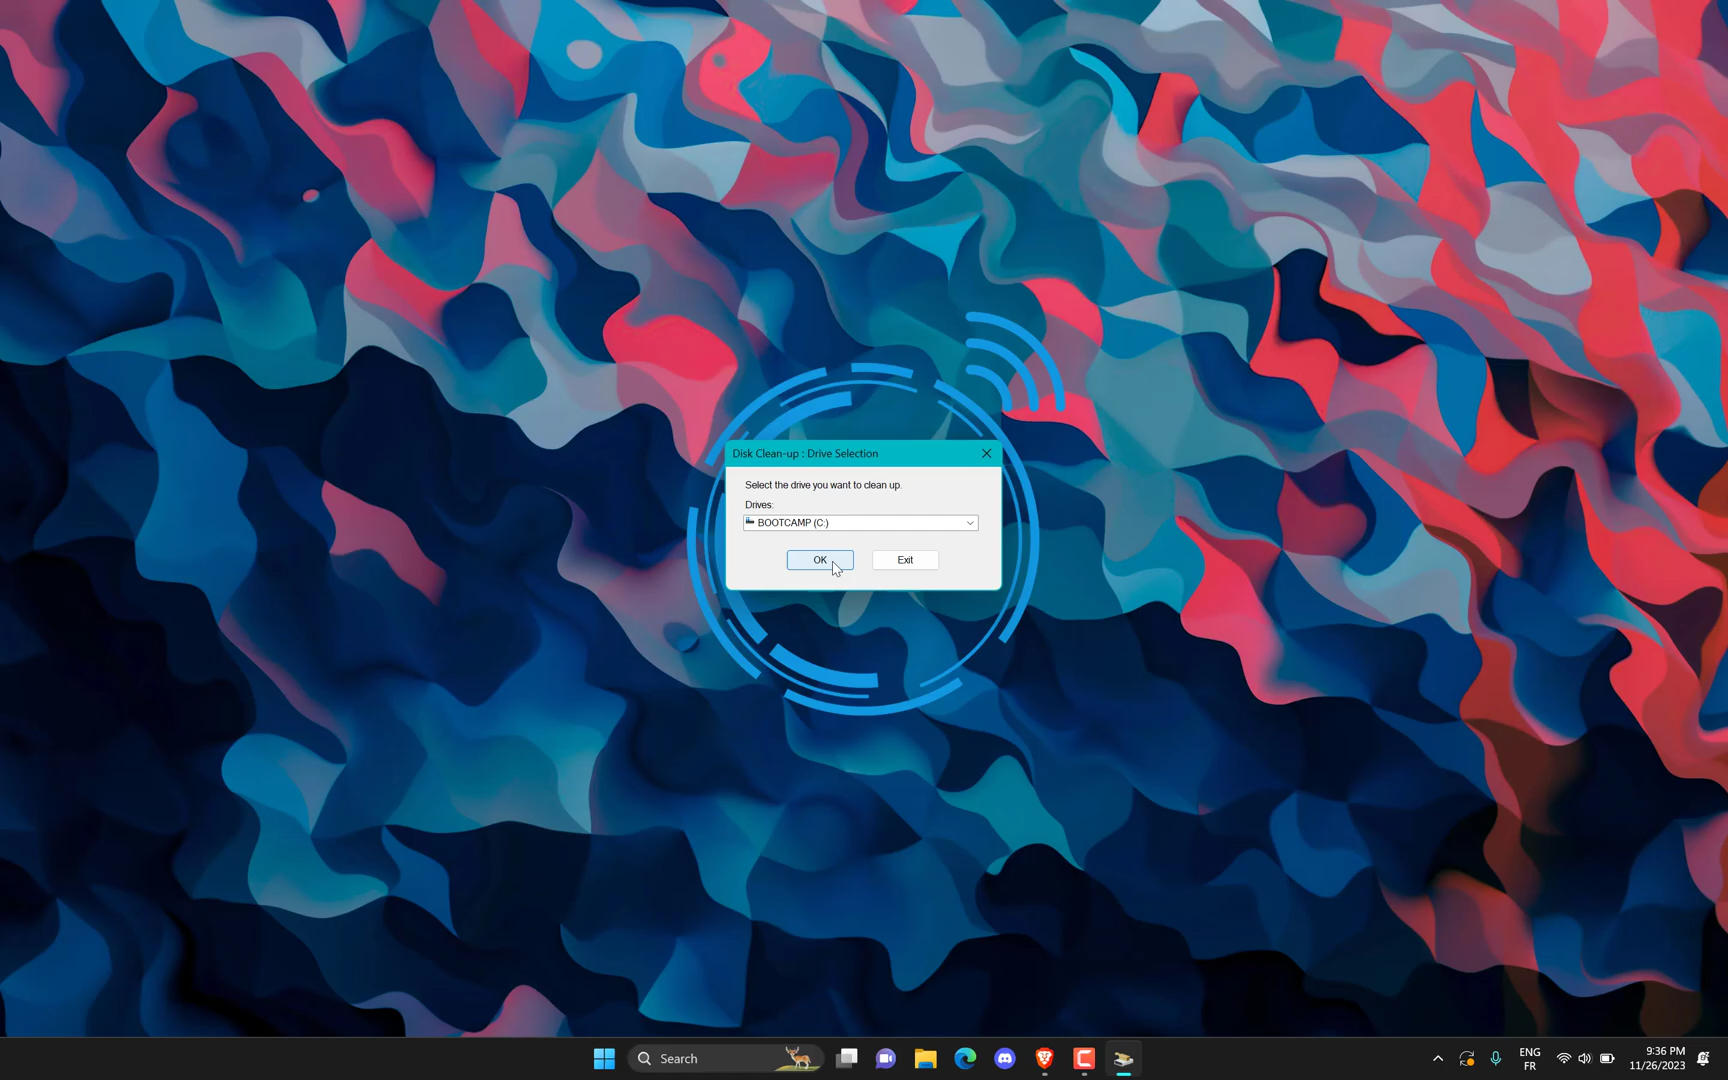 Disk Clean-up : Drive Selection
Select the drive you want to clean up.
Drives:
BOOTCAMP (C:)
OK
Exit
Search
ENG
FR
9:36 PM
11/26/2023